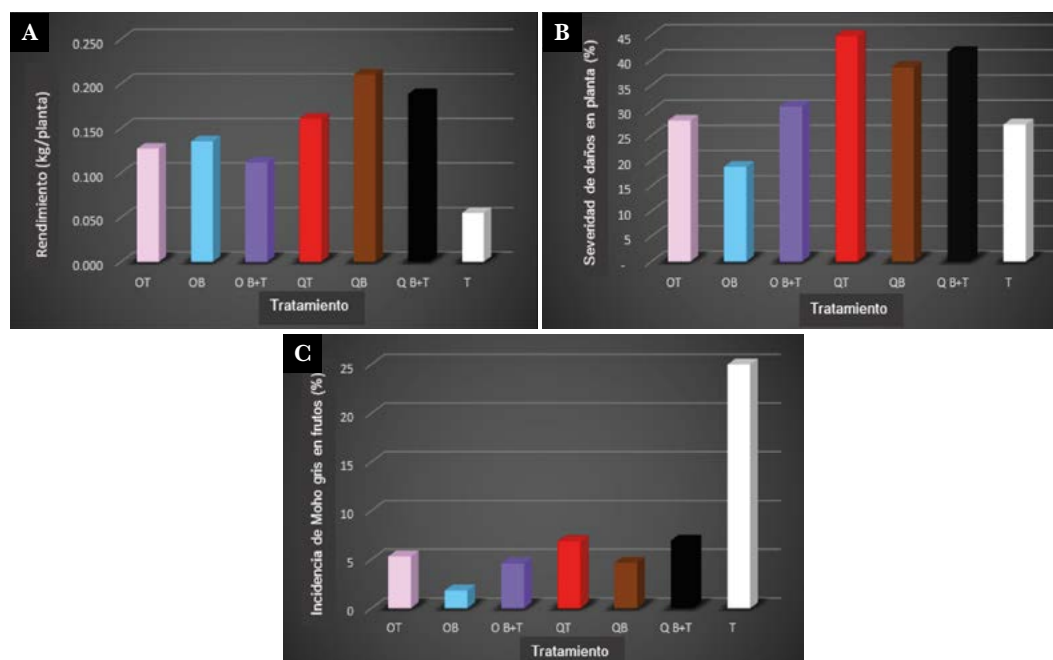 A
Rendimiento (kg/planta)
0.250
0.200
0.150
0.100
0.050
0.000
OT OB O B+T QT QB Q B+T T
Tratamiento
B
Severidad de daños en planta (%)
45
40
35
30
25
20
15
10
5
-
OT OB O B+T QT QB Q B+T T
Tratamiento
C
Incidencia de Moho gris en frutos (%)
25
20
15
10
5
0
OT OB O B+T QT QB Q B+T T
Tratamiento